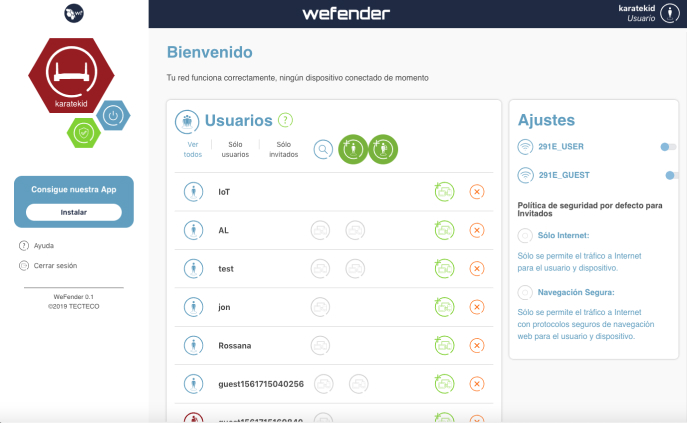 wf
wefender
karatekid
Usuario
karatekid
Consigue nuestra App
Instalar
Ayuda
Cerrar sesión
WeFender 0.1
©2019 TECTECO
Bienvenido
Tu red funciona correctamente, ningún dispositivo conectado de momento
Usuarios
Ver todos
Sólo usuarios
Sólo invitados
IoT
AL
test
jon
Rossana
guest1561715040256
Ajustes
291E_USER
291E_GUEST
Política de seguridad por defecto para
Invitados
Sólo Internet:
Sólo se permite el tráfico a Internet
para el usuario y dispositivo.
Navegación Segura:
Sólo se permite el tráfico a Internet
con protocolos seguros de navegación
web para el usuario y dispositivo.